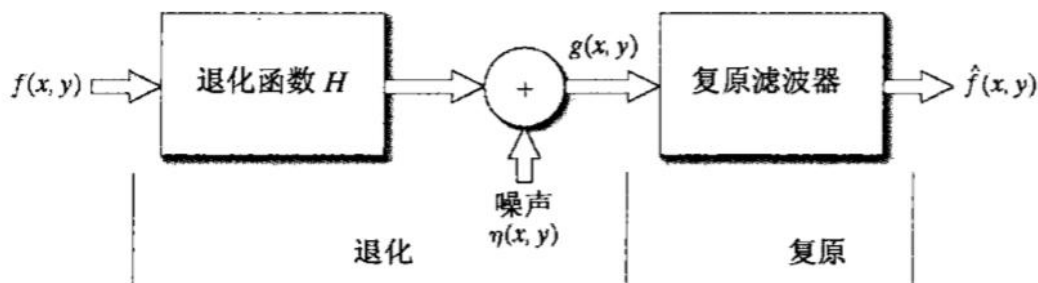 f(x, y)
退化函数 H
+
噪声
η(x, y)
g(x, y)
复原滤波器
f̂(x, y)
退化
复原